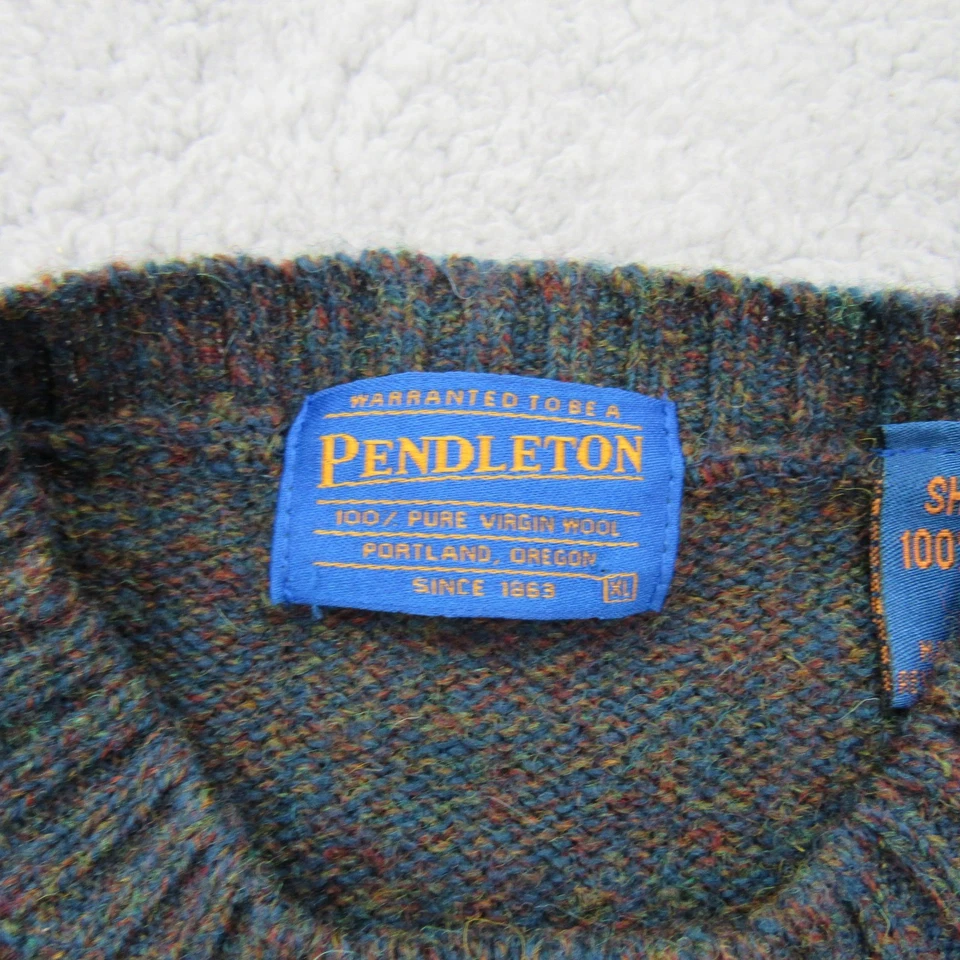 WARRANTED TO BE A
PENDLETON
100% PURE VIRGIN WOOL
PORTLAND, OREGON
SINCE 1863
XL
SH
100